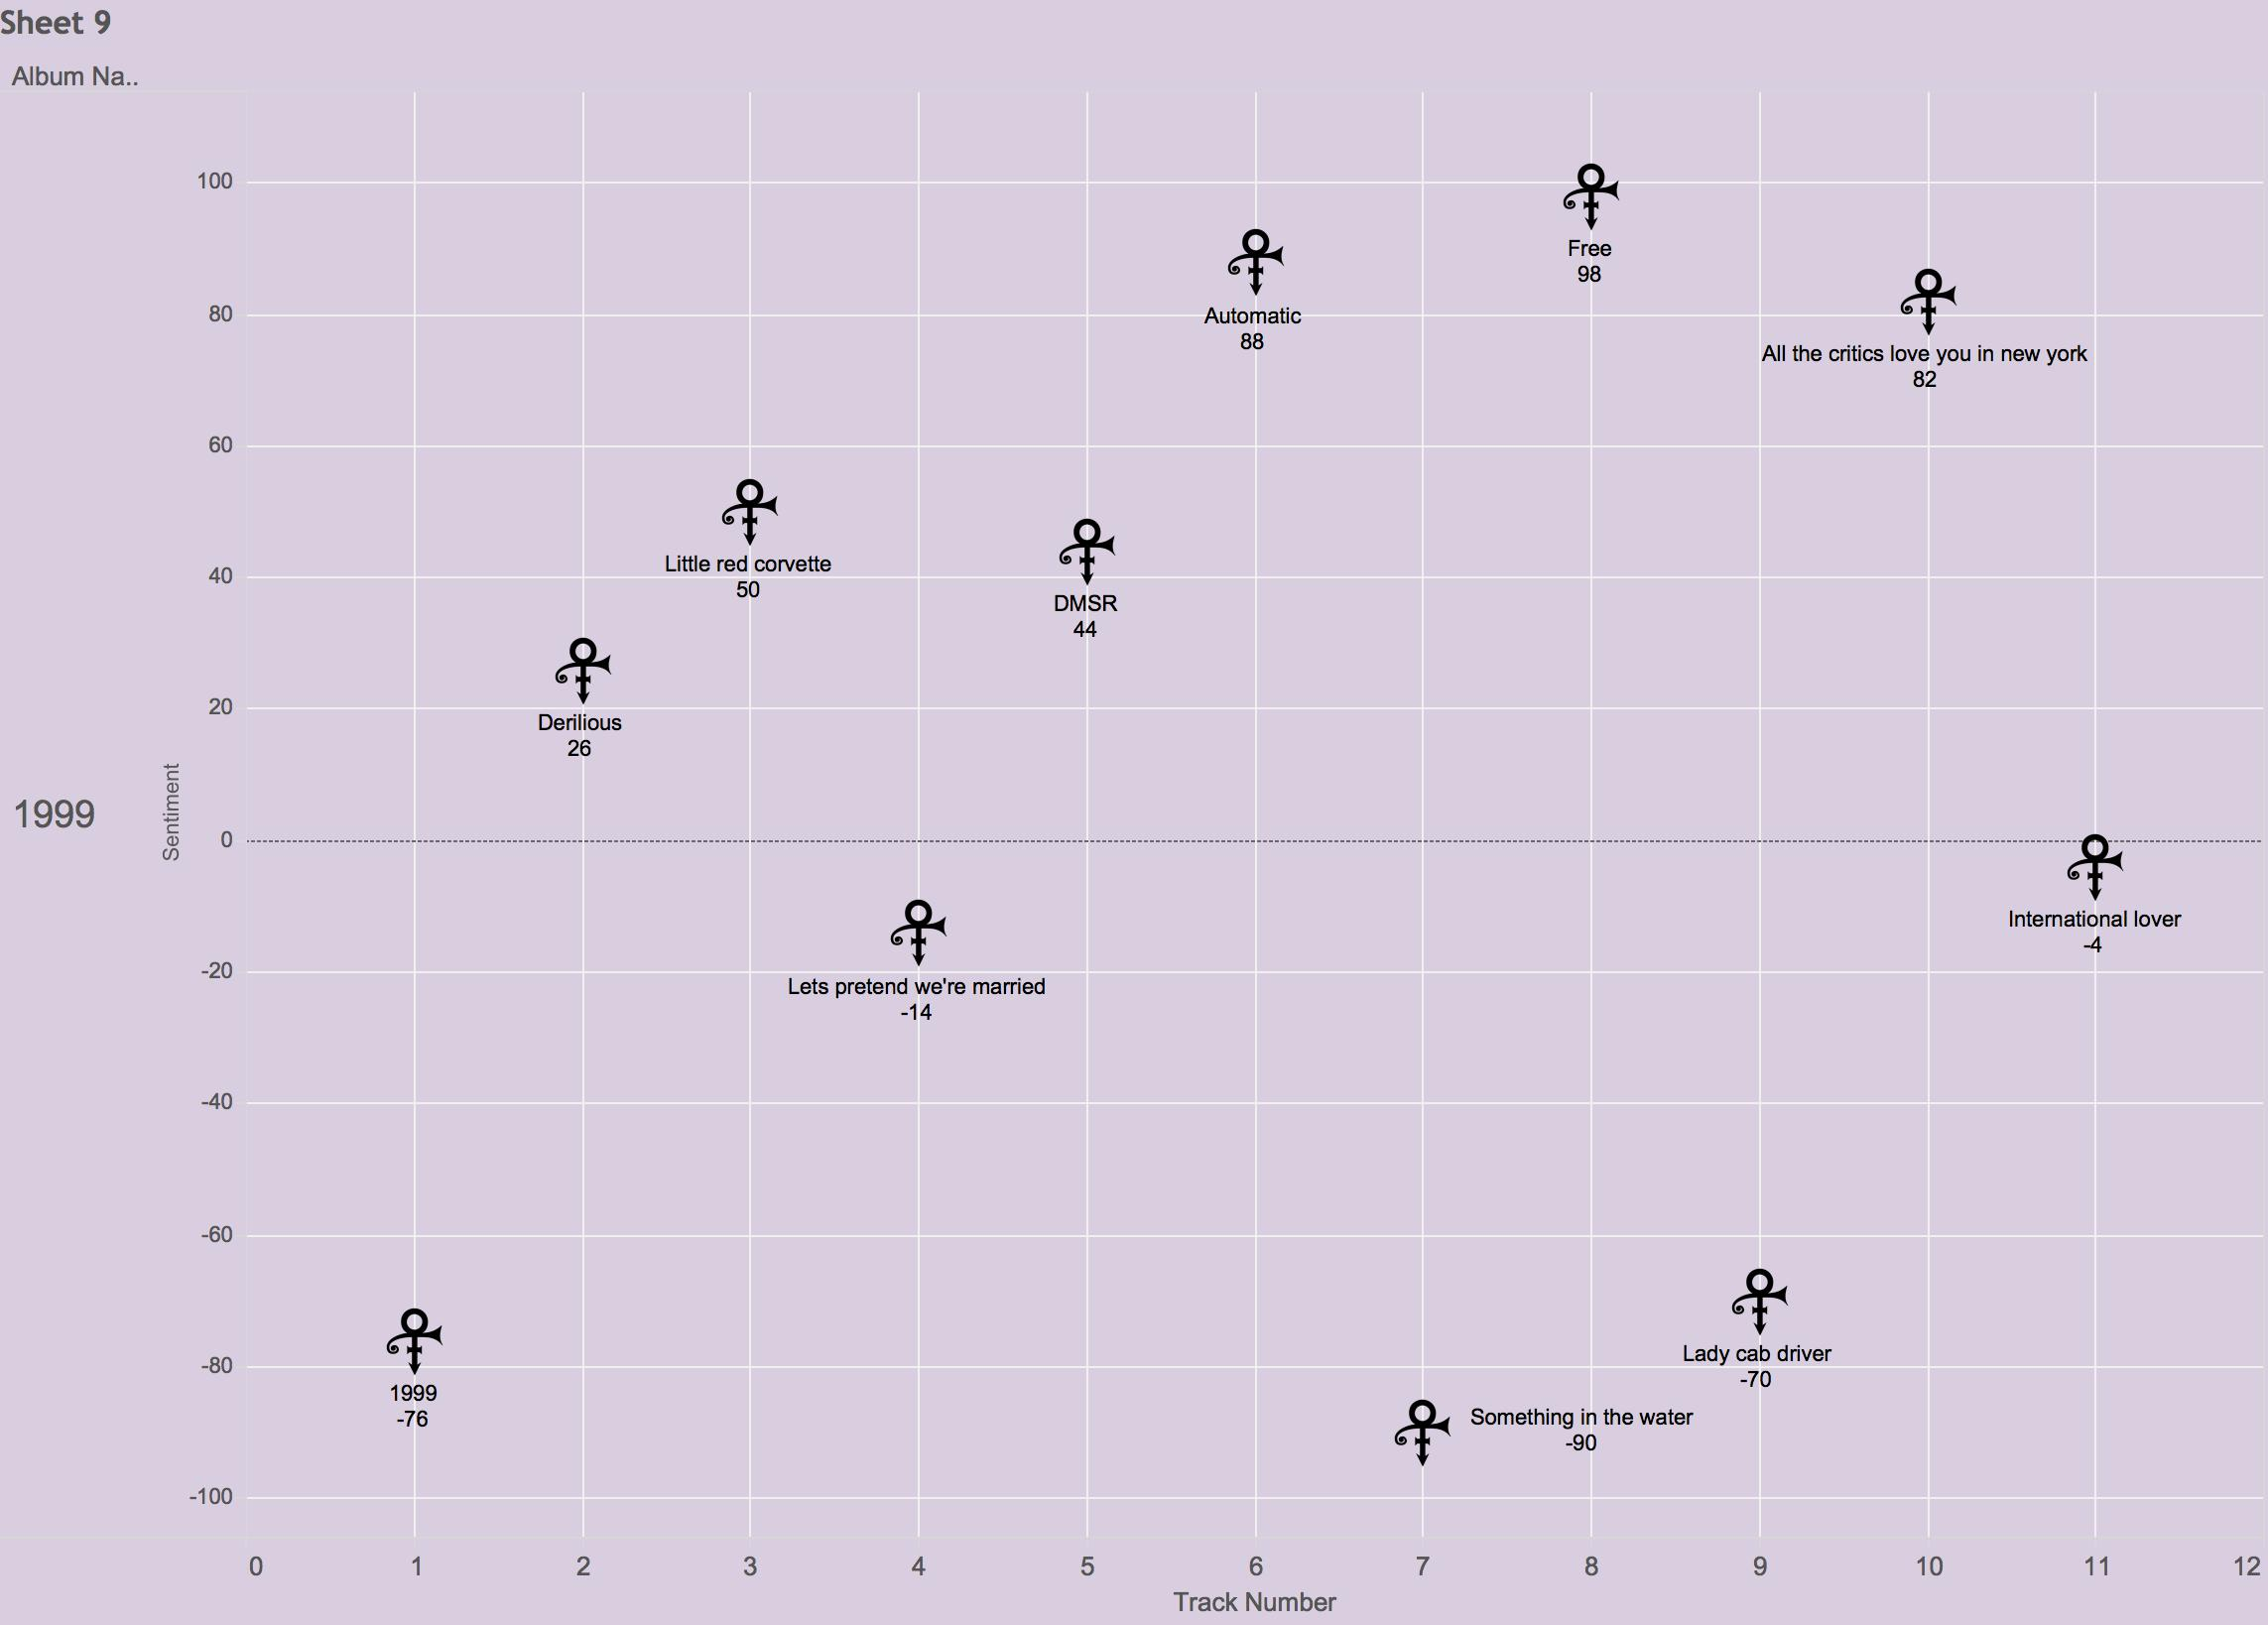 Sheet 9
Album Na..
1999
Sentiment
100
80
60
40
20
0
-20
-40
-60
-80
-100
Free
98
Automatic
88
All the critics love you in new york
82
Little red corvette
50
DMSR
44
Derilious
26
International lover
-4
Lets pretend we're married
-14
Lady cab driver
-70
1999
-76
Something in the water
-90
0 1 2 3 4 5 6 7 8 9 10 11 12
Track Number